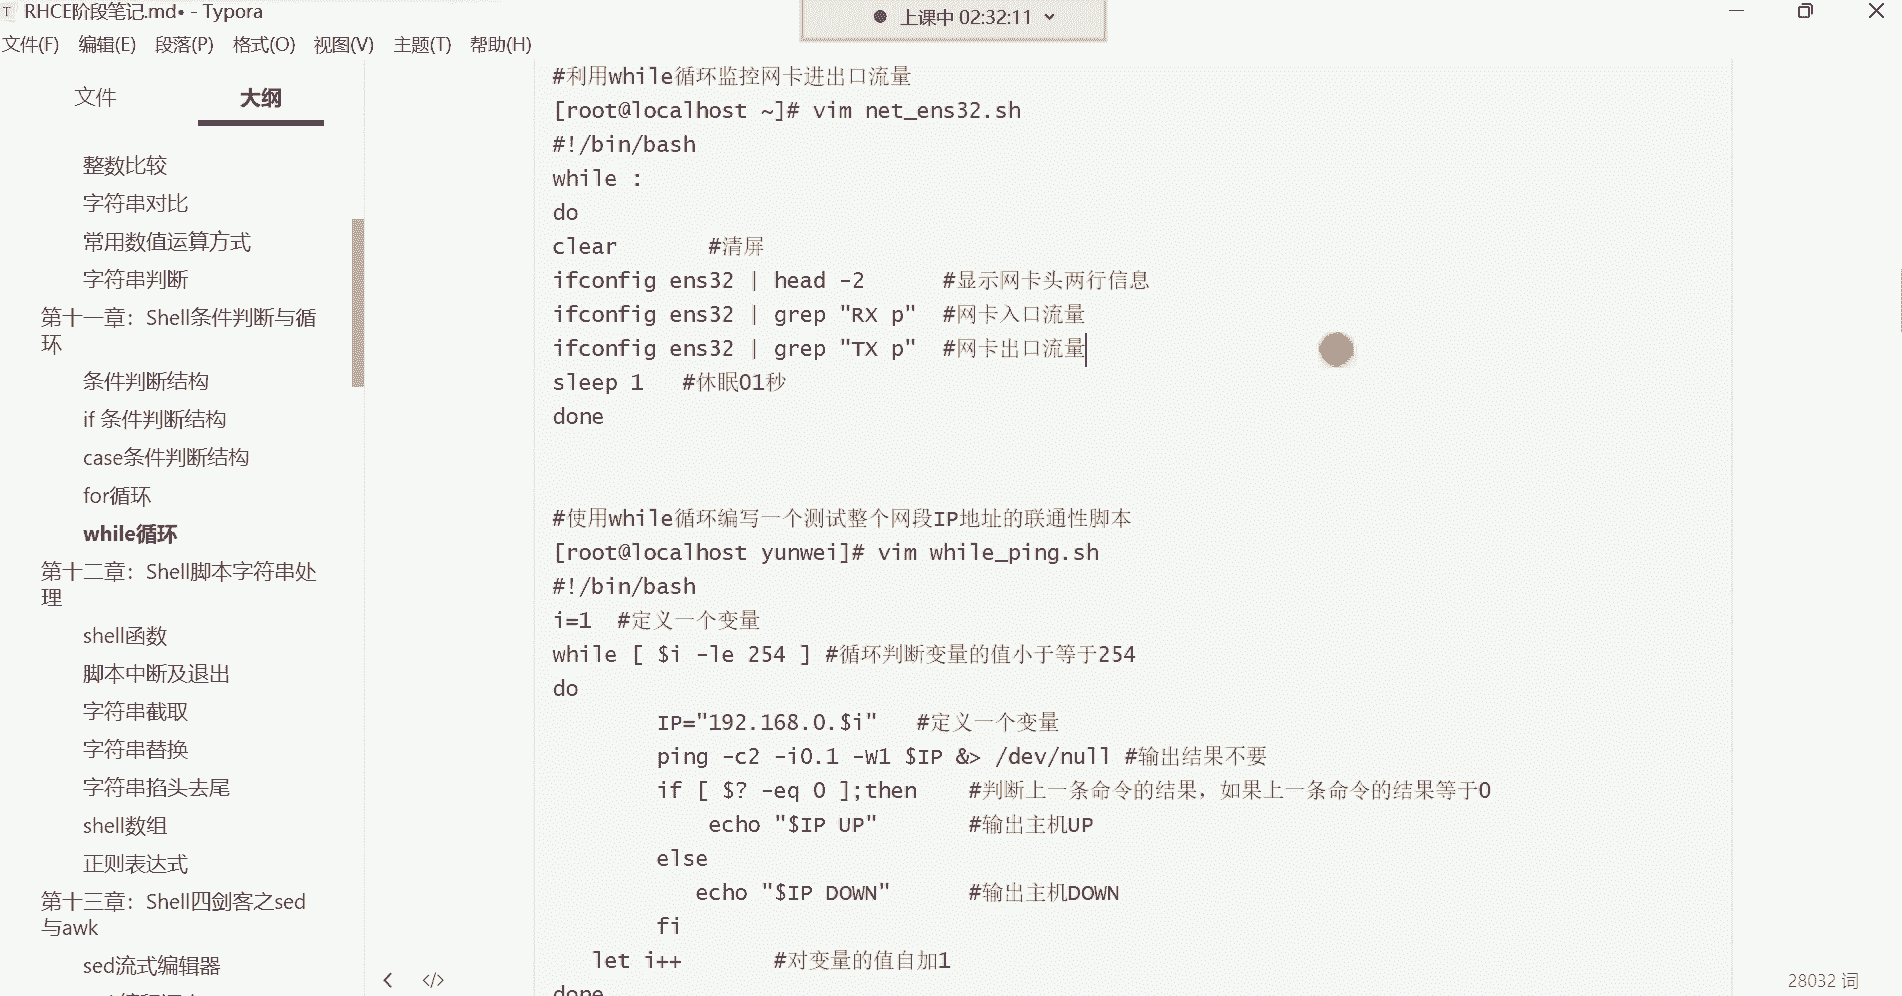 RHCE阶段笔记.md• - Typora
上课中 02:32:11
文件(F) 编辑(E) 段落(P) 格式(O) 视图(V) 主题(T) 帮助(H)
文件 大纲
整数比较
字符串对比
常用数值运算方式
字符串判断
第十一章：Shell条件判断与循
环
条件判断结构
if 条件判断结构
case条件判断结构
for循环
while循环
第十二章：Shell脚本字符串处
理
shell函数
脚本中断及退出
字符串截取
字符串替换
字符串掐头去尾
shell数组
正则表达式
第十三章：Shell四剑客之sed
与awk
sed流式编辑器
#利用while循环监控网卡进出口流量
[root@localhost ~]# vim net_ens32.sh
#!/bin/bash
while :
do
clear #清屏
ifconfig ens32 | head -2 #显示网卡头两行信息
ifconfig ens32 | grep "RX p" #网卡入口流量
ifconfig ens32 | grep "TX p" #网卡出口流量
sleep 1 #休眠01秒
done
#使用while循环编写一个测试整个网段IP地址的联通性脚本
[root@localhost yunwei]# vim while_ping.sh
#!/bin/bash
i=1 #定义一个变量
while [ $i -le 254 ] #循环判断变量的值小于等于254
do
IP="192.168.0.$i" #定义一个变量
ping -c2 -i0.1 -W1 $IP &> /dev/null #输出结果不要
if [ $? -eq 0 ];then #判断上一条命令的结果，如果上一条命令的结果等于0
echo "$IP UP" #输出主机UP
else
echo "$IP DOWN" #输出主机DOWN
fi
let i++ #对变量的值自加1
done
28032 词